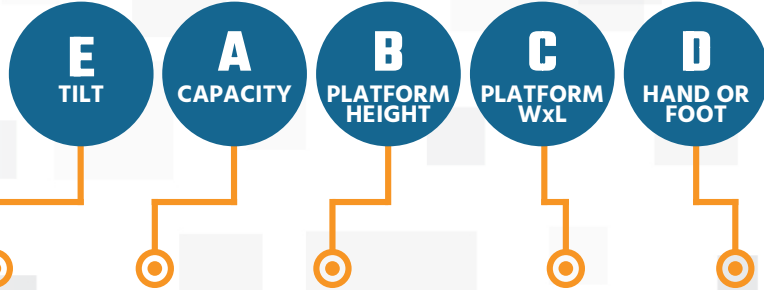 E
TILT
A
CAPACITY
B
PLATFORM
HEIGHT
C
PLATFORM
WxL
D
HAND OR
FOOT